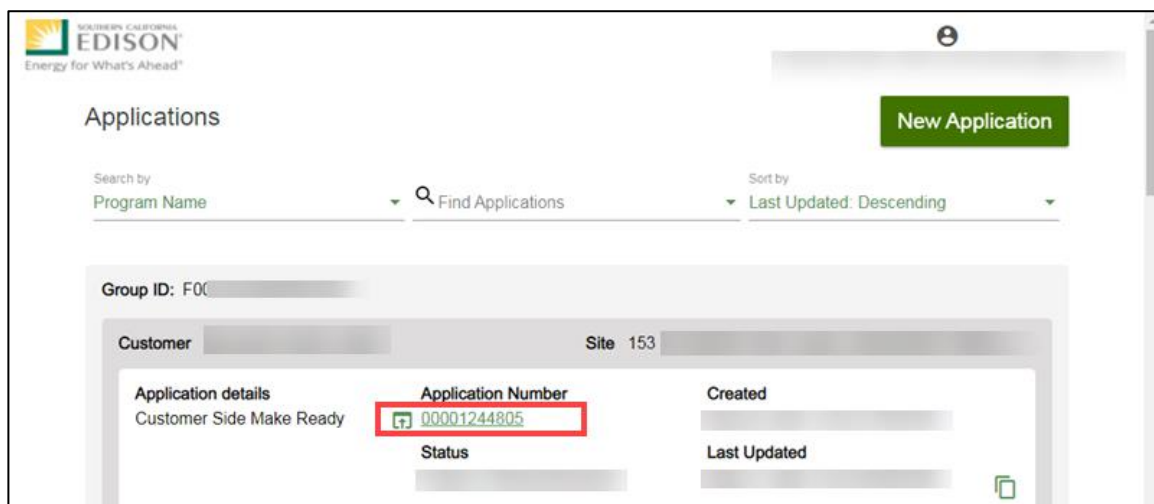 SOUTHERN CALIFORNIA
EDISON®
Energy for What's Ahead®
Applications
New Application
Search by
Program Name
Find Applications
Sort by
Last Updated: Descending
Group ID: F00
Customer
Site 153
Application details
Application Number
Created
Customer Side Make Ready
00001244805
Status
Last Updated